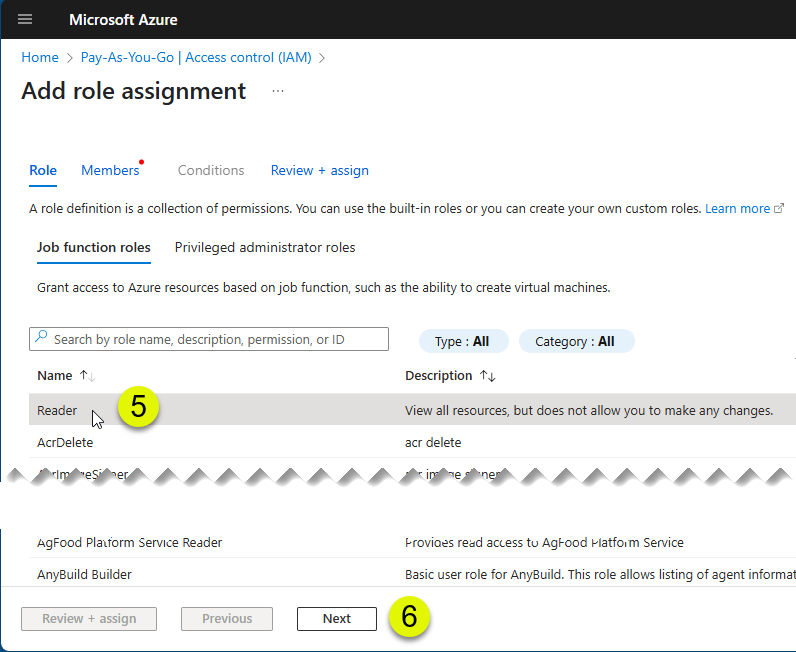 Microsoft Azure
Home > Pay-As-You-Go | Access control (IAM) >
Add role assignment ...
Role Members Conditions Review + assign
A role definition is a collection of permissions. You can use the built-in roles or you can create your own custom roles. Learn more
Job function roles Privileged administrator roles
Grant access to Azure resources based on job function, such as the ability to create virtual machines.
Search by role name, description, permission, or ID Type : All Category : All
Name ↑↓ Description ↑↓
Reader 5 View all resources, but does not allow you to make any changes.
AcrDelete acr delete
AcrImageSigner acr image signer
AgFood Platform Service Reader Provides read access to AgFood Platform Service
AnyBuild Builder Basic user role for AnyBuild. This role allows listing of agent informat
Review + assign Previous Next 6